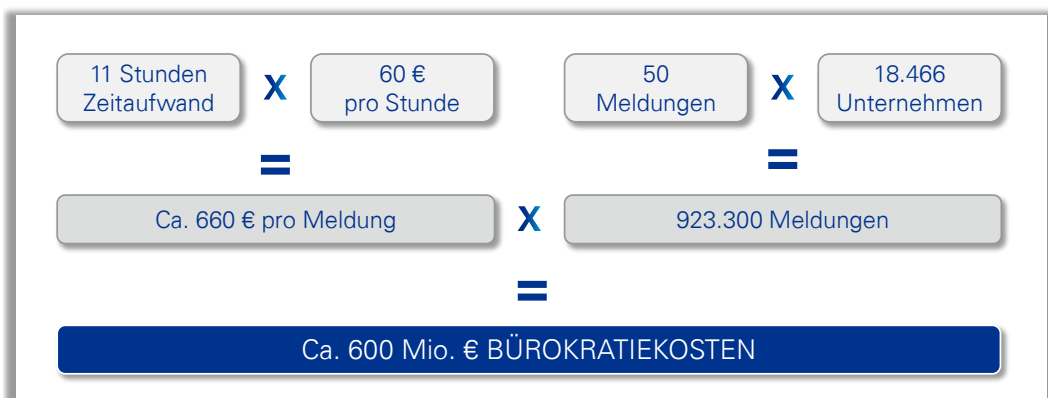 11 Stunden
Zeitaufwand
X
60 €
pro Stunde
50
Meldungen
X
18.466
Unternehmen
=
=
Ca. 660 € pro Meldung
X
923.300 Meldungen
=
Ca. 600 Mio. € BÜROKRATIEKOSTEN